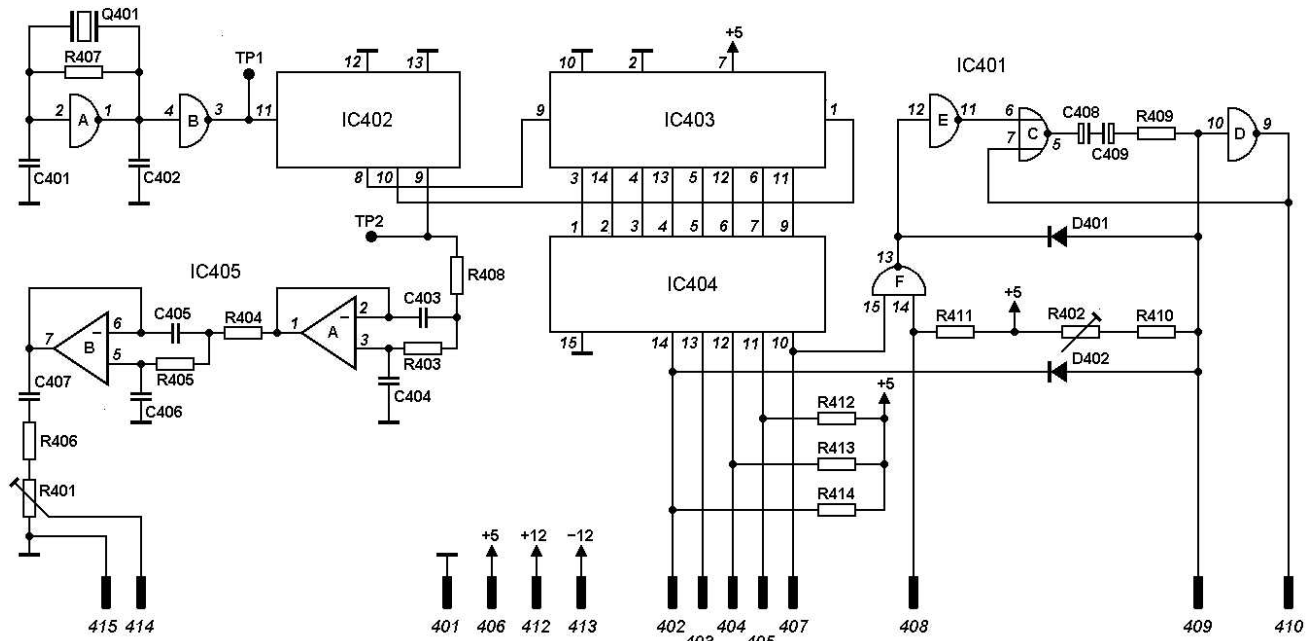 Q401
R407
TP1
12
13
10
2
+5
7
IC401
2
A
1
4
B
3
11
IC402
9
IC403
1
12
E
11
6
7
C
5
C408
C409
R409
10
D
9
C401
C402
8
10
9
3
14
4
13
5
12
6
11
TP2
1
2
3
4
5
6
7
9
D401
13
IC405
R408
IC404
F
15
14
C403
2
A
1
3
R403
C404
R404
C405
R405
6
B
7
5
C406
C407
R411
+5
R402
R410
15
14
13
12
11
10
D402
+5
R412
R413
R414
R406
R401
+5
+12
−12
415
414
401
406
412
413
402
403
404
405
407
408
409
410